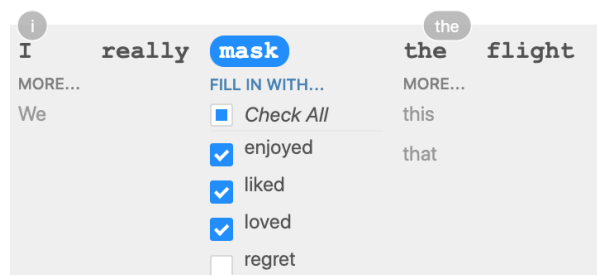 i the
I really mask the flight
MORE... FILL IN WITH... MORE...
We Check All this
enjoyed that
liked
loved
regret